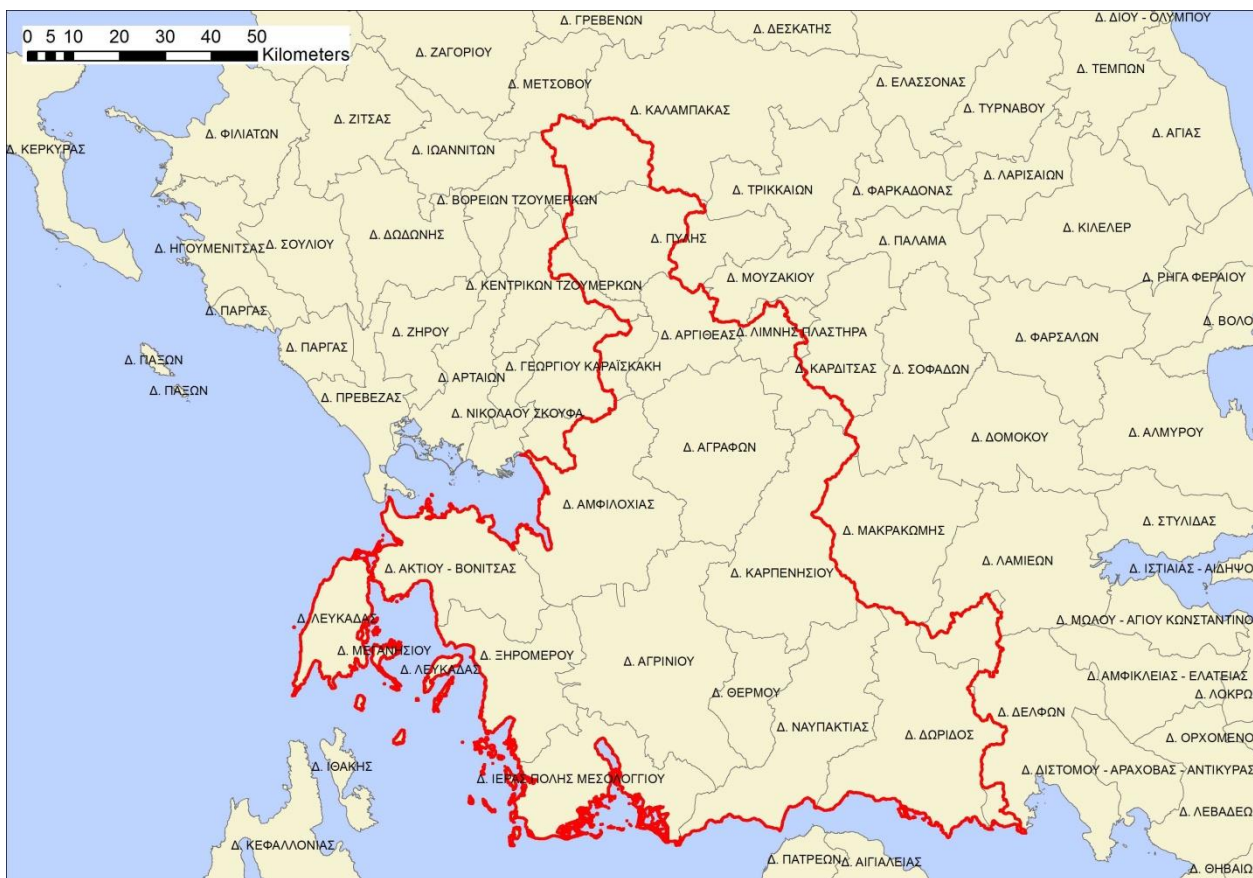 0 5 10 20 30 40 50
Kilometers
Δ. ΓΡΕΒΕΝΩΝ
Δ. ΔΙΟΥ - ΟΛΥΜΠΟΥ
Δ. ΔΕΣΚΑΤΗΣ
Δ. ΖΑΓΟΡΙΟΥ
Δ. ΤΕΜΠΩΝ
Δ. ΜΕΤΣΟΒΟΥ
Δ. ΕΛΑΣΣΟΝΑΣ
Δ. ΚΑΛΑΜΠΑΚΑΣ
Δ. ΤΥΡΝΑΒΟΥ
Δ. ΖΙΤΣΑΣ
Δ. ΦΙΛΙΑΤΩΝ
Δ. ΑΓΙΑΣ
Δ. ΚΕΡΚΥΡΑΣ
Δ. ΙΩΑΝΝΙΤΩΝ
Δ. ΛΑΡΙΣΑΙΩΝ
Δ. ΤΡΙΚΚΑΙΩΝ
Δ. ΦΑΡΚΑΔΟΝΑΣ
Δ. ΒΟΡΕΙΩΝ ΤΖΟΥΜΕΡΚΩΝ
Δ. ΚΙΛΕΛΕΡ
Δ. ΔΩΔΩΝΗΣ
Δ. ΠΥΛΗΣ
Δ. ΠΑΛΑΜΑ
Δ. ΗΓΟΥΜΕΝΙΤΣΑΣ
Δ. ΣΟΥΛΙΟΥ
Δ. ΜΟΥΖΑΚΙΟΥ
Δ. ΡΗΓΑ ΦΕΡΑΙΟΥ
Δ. ΚΕΝΤΡΙΚΩΝ ΤΖΟΥΜΕΡΚΩΝ
Δ. ΠΑΡΓΑΣ
Δ. ΒΟΛΟ
Δ. ΖΗΡΟΥ
Δ. ΑΡΓΙΘΕΑΣ
Δ. ΛΙΜΝΗΣ ΠΛΑΣΤΗΡΑ
Δ. ΦΑΡΣΑΛΩΝ
Δ. ΠΑΡΓΑΣ
Δ. ΠΑΞΩΝ
Δ. ΓΕΩΡΓΙΟΥ ΚΑΡΑΪΣΚΑΚΗ
Δ. ΚΑΡΔΙΤΣΑΣ
Δ. ΣΟΦΑΔΩΝ
Δ. ΑΡΤΑΙΩΝ
Δ. ΠΑΞΩΝ
Δ. ΠΡΕΒΕΖΑΣ
Δ. ΝΙΚΟΛΑΟΥ ΣΚΟΥΦΑ
Δ. ΑΛΜΥΡΟΥ
Δ. ΔΟΜΟΚΟΥ
Δ. ΑΓΡΑΦΩΝ
Δ. ΑΜΦΙΛΟΧΙΑΣ
Δ. ΣΤΥΛΙΔΑΣ
Δ. ΜΑΚΡΑΚΩΜΗΣ
Δ. ΛΑΜΙΕΩΝ
Δ. ΑΚΤΙΟΥ - ΒΟΝΙΤΣΑΣ
Δ. ΙΣΤΙΑΙΑΣ - ΑΙΔΗΨΟ
Δ. ΚΑΡΠΕΝΗΣΙΟΥ
Δ. ΛΕΥΚΑΔΑΣ
Δ. ΜΩΛΟΥ - ΑΓΙΟΥ ΚΩΝΣΤΑΝΤΙΝΟ
Δ. ΜΕΓΑΝΗΣΙΟΥ
Δ. ΞΗΡΟΜΕΡΟΥ
Δ. ΑΓΡΙΝΙΟΥ
Δ. ΛΕΥΚΑΔΑΣ
Δ. ΑΜΦΙΚΛΕΙΑΣ - ΕΛΑΤΕΙΑΣ
Δ. ΘΕΡΜΟΥ
Δ. ΛΟΚΡΩ
Δ. ΔΕΛΦΩΝ
Δ. ΝΑΥΠΑΚΤΙΑΣ
Δ. ΔΩΡΙΔΟΣ
Δ. ΟΡΧΟΜΕΝΟ
Δ. ΙΘΑΚΗΣ
Δ. ΙΕΡΑΣ ΠΟΛΗΣ ΜΕΣΟΛΟΓΓΙΟΥ
Δ. ΔΙΣΤΟΜΟΥ - ΑΡΑΧΟΒΑΣ - ΑΝΤΙΚΥΡΑΣ
Δ. ΛΕΒΑΔΕΩ
Δ. ΚΕΦΑΛΛΟΝΙΑΣ
Δ. ΠΑΤΡΕΩΝ
Δ. ΑΙΓΙΑΛΕΙΑΣ
Δ. ΘΗΒΑΙΩ